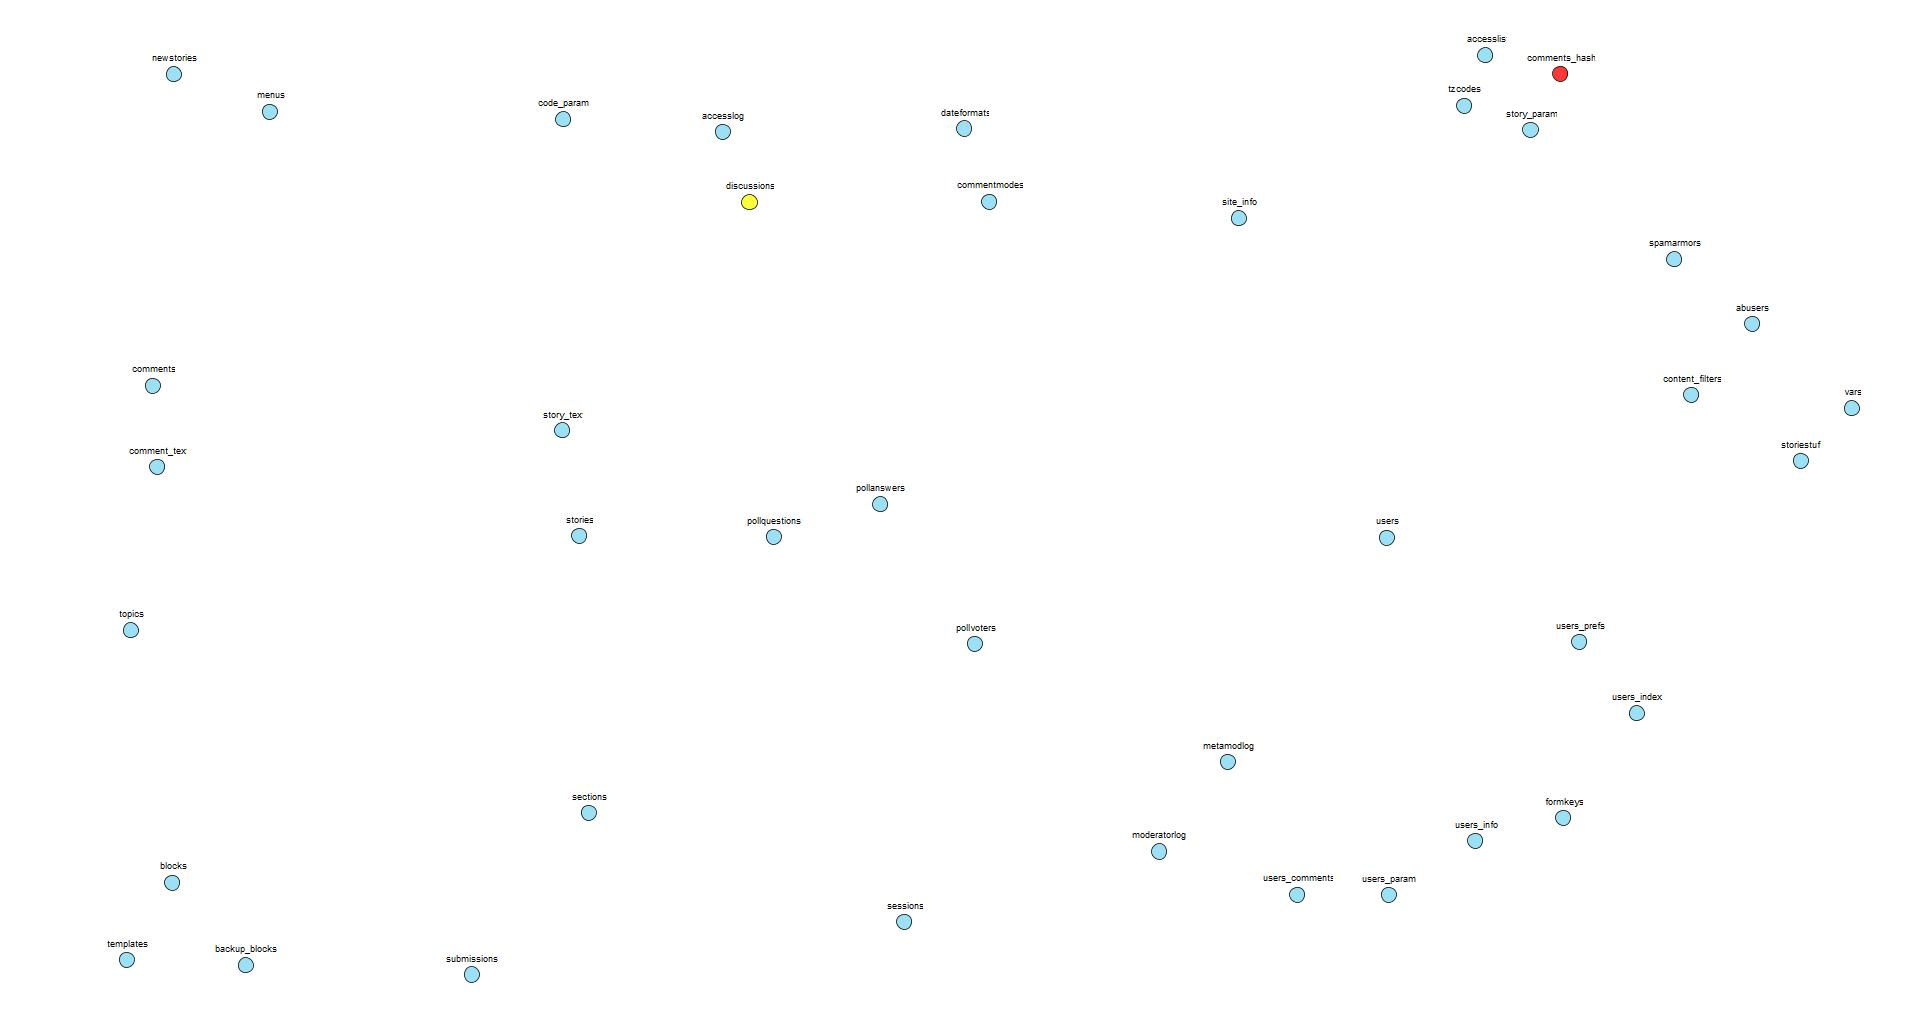 accesslis
newstories
comments_hash
tzcodes
menus
code_param
dateformats
story_param
accesslog
commentmodes
discussions
site_info
spamarmors
abusers
comments
content_filters
vars
story_tex
storiestuf
comment_tex
pollanswers
stories
pollquestions
users
topics
users_prefs
pollvoters
users_index
metamodlog
sections
formkeys
users_info
moderatorlog
blocks
users_comments
users_param
sessions
templates
backup_blocks
submissions